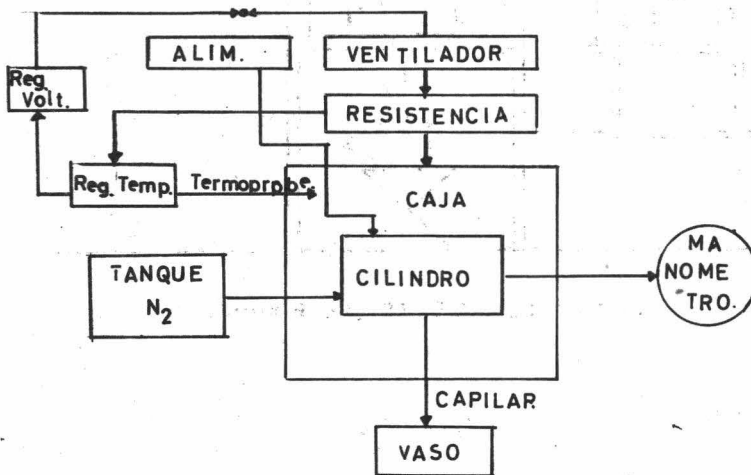 ALIM.
VENTILADOR
Reg.
Volt.
RESISTENCIA
Reg. Temp.
Termoprobe.
CAJA
TANQUE
N2
CILINDRO
MA
NOME
TRO.
CAPILAR
VASO